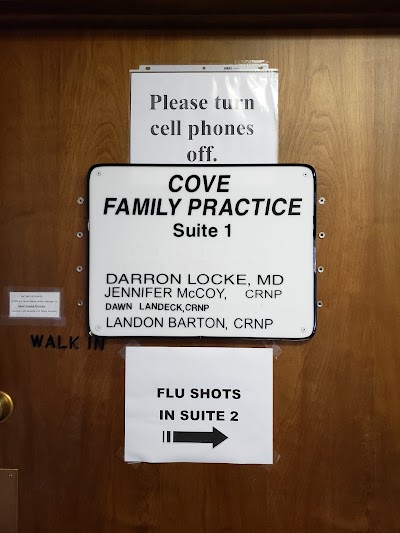 Please turn
cell phones
off.
COVE
FAMILY PRACTICE
Suite 1
DARRON LOCKE, MD
JENNIFER McCOY, CRNP
DAWN LANDECK,CRNP
LANDON BARTON, CRNP
WALK IN
FLU SHOTS
IN SUITE 2